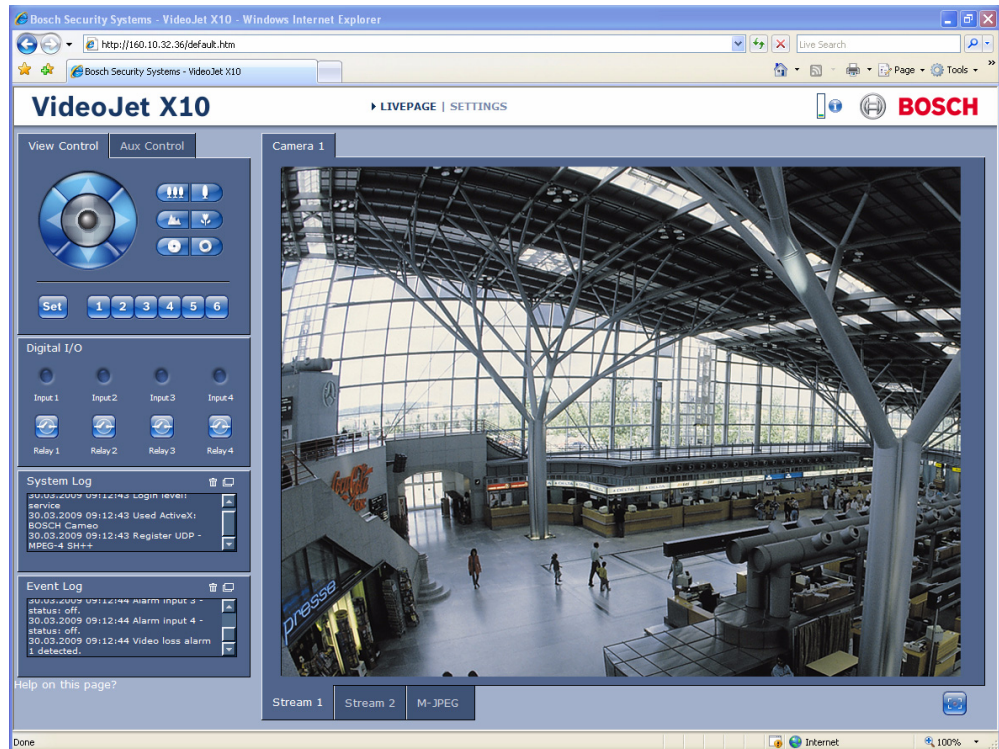 Bosch Security Systems - VideoJet X10 - Windows Internet Explorer
http://160.10.32.36/default.htm
Live Search
Bosch Security Systems - VideoJet X10
Page
Tools
VideoJet X10
LIVEPAGE | SETTINGS
BOSCH
View Control
Aux Control
Camera 1
Set
1 2 3 4 5 6
Digital I/O
Input 1
Input 2
Input 3
Input 4
Relay 1
Relay 2
Relay 3
Relay 4
System Log
30.03.2009 09:12:43 Login level:
service
30.03.2009 09:12:43 Used ActiveX:
BOSCH Cameo
30.03.2009 09:12:43 Register UDP -
MPEG-4 SH++
Event Log
30.03.2009 09:12:44 Alarm input 3 -
status: off.
30.03.2009 09:12:44 Alarm input 4 -
status: off.
30.03.2009 09:12:44 Video loss alarm
1 detected.
Help on this page?
presse
Stream 1
Stream 2
M-JPEG
Done
Internet
100%